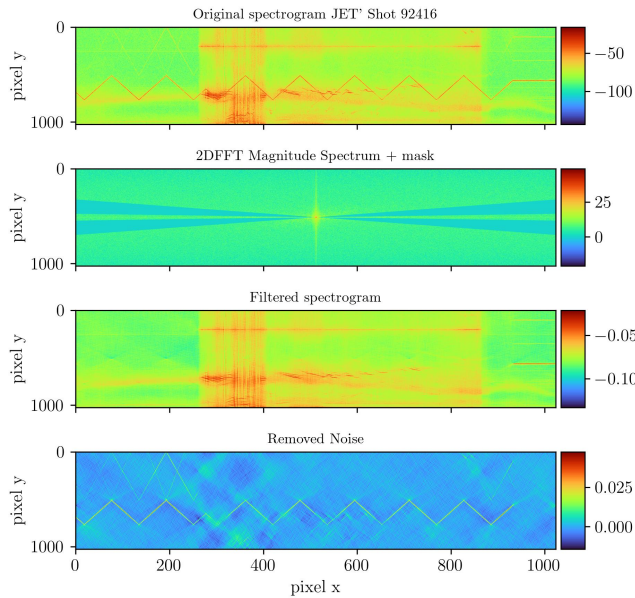 Original spectrogram JET' Shot 92416
pixel y
0
1000
−50
−100
2DFFT Magnitude Spectrum + mask
pixel y
0
1000
25
0
Filtered spectrogram
pixel y
0
1000
−0.05
−0.10
Removed Noise
pixel y
0
1000
0.025
0.000
0 200 400 600 800 1000
pixel x